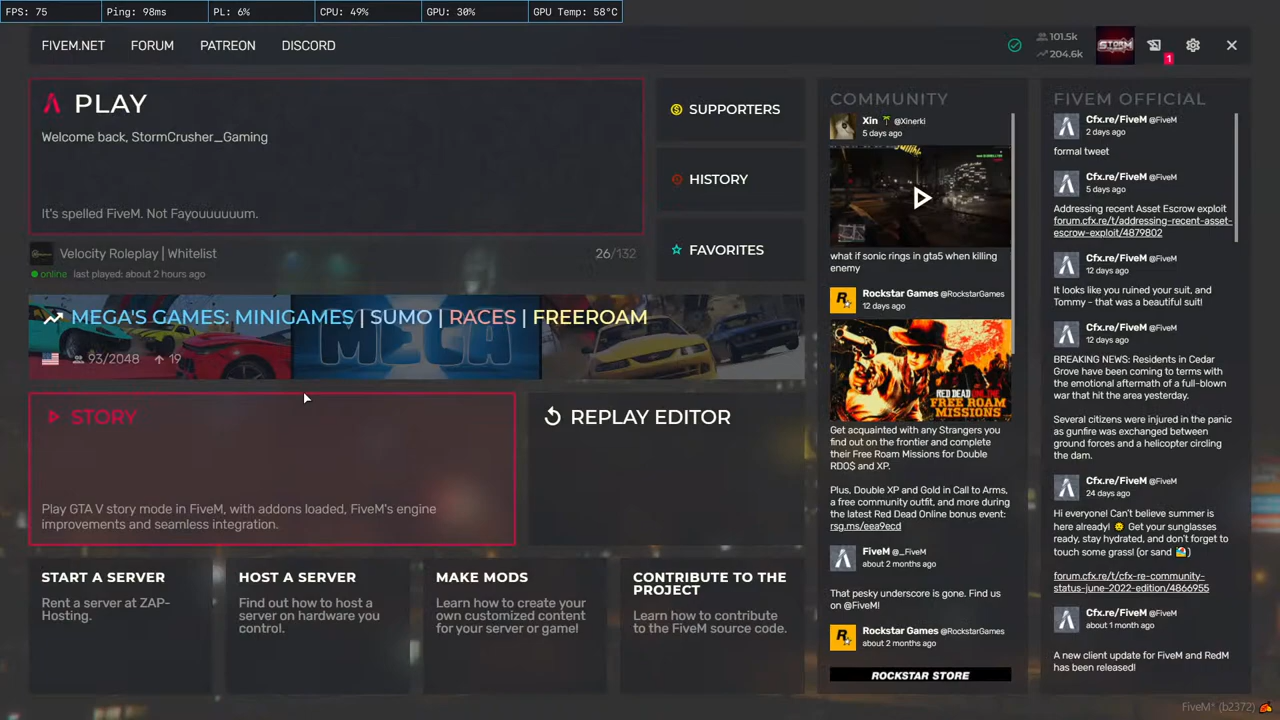 FPS: 75
Ping: 98ms
PL: 6%
CPU: 49%
GPU: 30%
GPU Temp: 58°C
FIVEM.NET
FORUM
PATREON
DISCORD
101.5k
204.6k
STORM
1
PLAY
Welcome back, StormCrusher_Gaming
It's spelled FiveM. Not Fayouuuuuum.
Velocity Roleplay | Whitelist
26/132
online last played: about 2 hours ago
SUPPORTERS
HISTORY
FAVORITES
MEGA'S GAMES: MINIGAMES | SUMO | RACES | FREEROAM
MEGA
93/2048
19
STORY
Play GTA V story mode in FiveM, with addons loaded, FiveM's engine
improvements and seamless integration.
REPLAY EDITOR
START A SERVER
Rent a server at ZAP-
Hosting.
HOST A SERVER
Find out how to host a
server on hardware you
control.
MAKE MODS
Learn how to create your
own customized content
for your server or game!
CONTRIBUTE TO THE
PROJECT
Learn how to contribute
to the FiveM source code.
COMMUNITY
Xin 🌴 @Xinerki
5 days ago
what if sonic rings in gta5 when killing
enemy
Rockstar Games @RockstarGames
12 days ago
RED DEAD ONLINE
FREE ROAM
MISSIONS
Get acquainted with any Strangers you
find out on the frontier and complete
their Free Roam Missions for Double
RDO$ and XP.
Plus, Double XP and Gold in Call to Arms,
a free community outfit, and more during
the latest Red Dead Online bonus event:
rsg.ms/eea9ecd
FiveM @_FiveM
about 2 months ago
That pesky underscore is gone. Find us
on @FiveM!
Rockstar Games @RockstarGames
about 2 months ago
ROCKSTAR STORE
FIVEM OFFICIAL
Cfx.re/FiveM @FiveM
2 days ago
formal tweet
Cfx.re/FiveM @FiveM
5 days ago
Addressing recent Asset Escrow exploit
forum.cfx.re/t/addressing-recent-asset-
escrow-exploit/4879802
Cfx.re/FiveM @FiveM
12 days ago
It looks like you ruined your suit, and
Tommy - that was a beautiful suit!
Cfx.re/FiveM @FiveM
12 days ago
BREAKING NEWS: Residents in Cedar
Grove have been coming to terms with
the emotional aftermath of a full-blown
war that hit the area yesterday.
Several citizens were injured in the panic
as gunfire was exchanged between
ground forces and a helicopter circling
the dam.
Cfx.re/FiveM @FiveM
24 days ago
Hi everyone! Can't believe summer is
here already! 🌞 Get your sunglasses
ready, stay hydrated, and don't forget to
touch some grass! (or sand 🏖)
forum.cfx.re/t/cfx-re-community-
status-june-2022-edition/4866955
Cfx.re/FiveM @FiveM
about 1 month ago
A new client update for FiveM and RedM
has been released!
FiveM* (b2372)